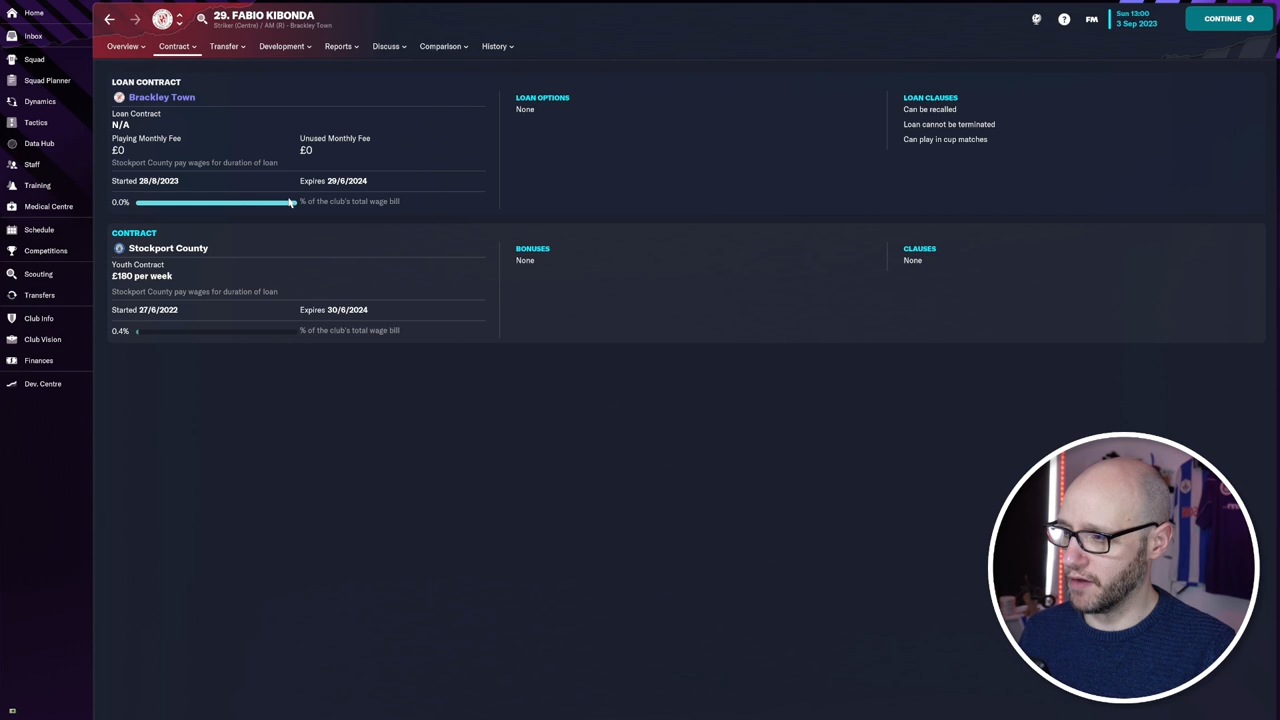 Home
Inbox
Squad
Squad Planner
Dynamics
Tactics
Data Hub
Staff
Training
Medical Centre
Schedule
Competitions
Scouting
Transfers
Club Info
Club Vision
Finances
Dev. Centre
29. FABIO KIBONDA
Striker (Centre) / AM (R) - Brackley Town
FM
Sun 13:00
3 Sep 2023
CONTINUE
Overview
Contract
Transfer
Development
Reports
Discuss
Comparison
History
LOAN CONTRACT
Brackley Town
Loan Contract
N/A
Playing Monthly Fee
£0
Unused Monthly Fee
£0
Stockport County pay wages for duration of loan
Started 28/8/2023
Expires 29/6/2024
0.0%
% of the club's total wage bill
LOAN OPTIONS
None
LOAN CLAUSES
Can be recalled
Loan cannot be terminated
Can play in cup matches
CONTRACT
Stockport County
Youth Contract
£180 per week
Stockport County pay wages for duration of loan
Started 27/6/2022
Expires 30/6/2024
0.4%
% of the club's total wage bill
BONUSES
None
CLAUSES
None